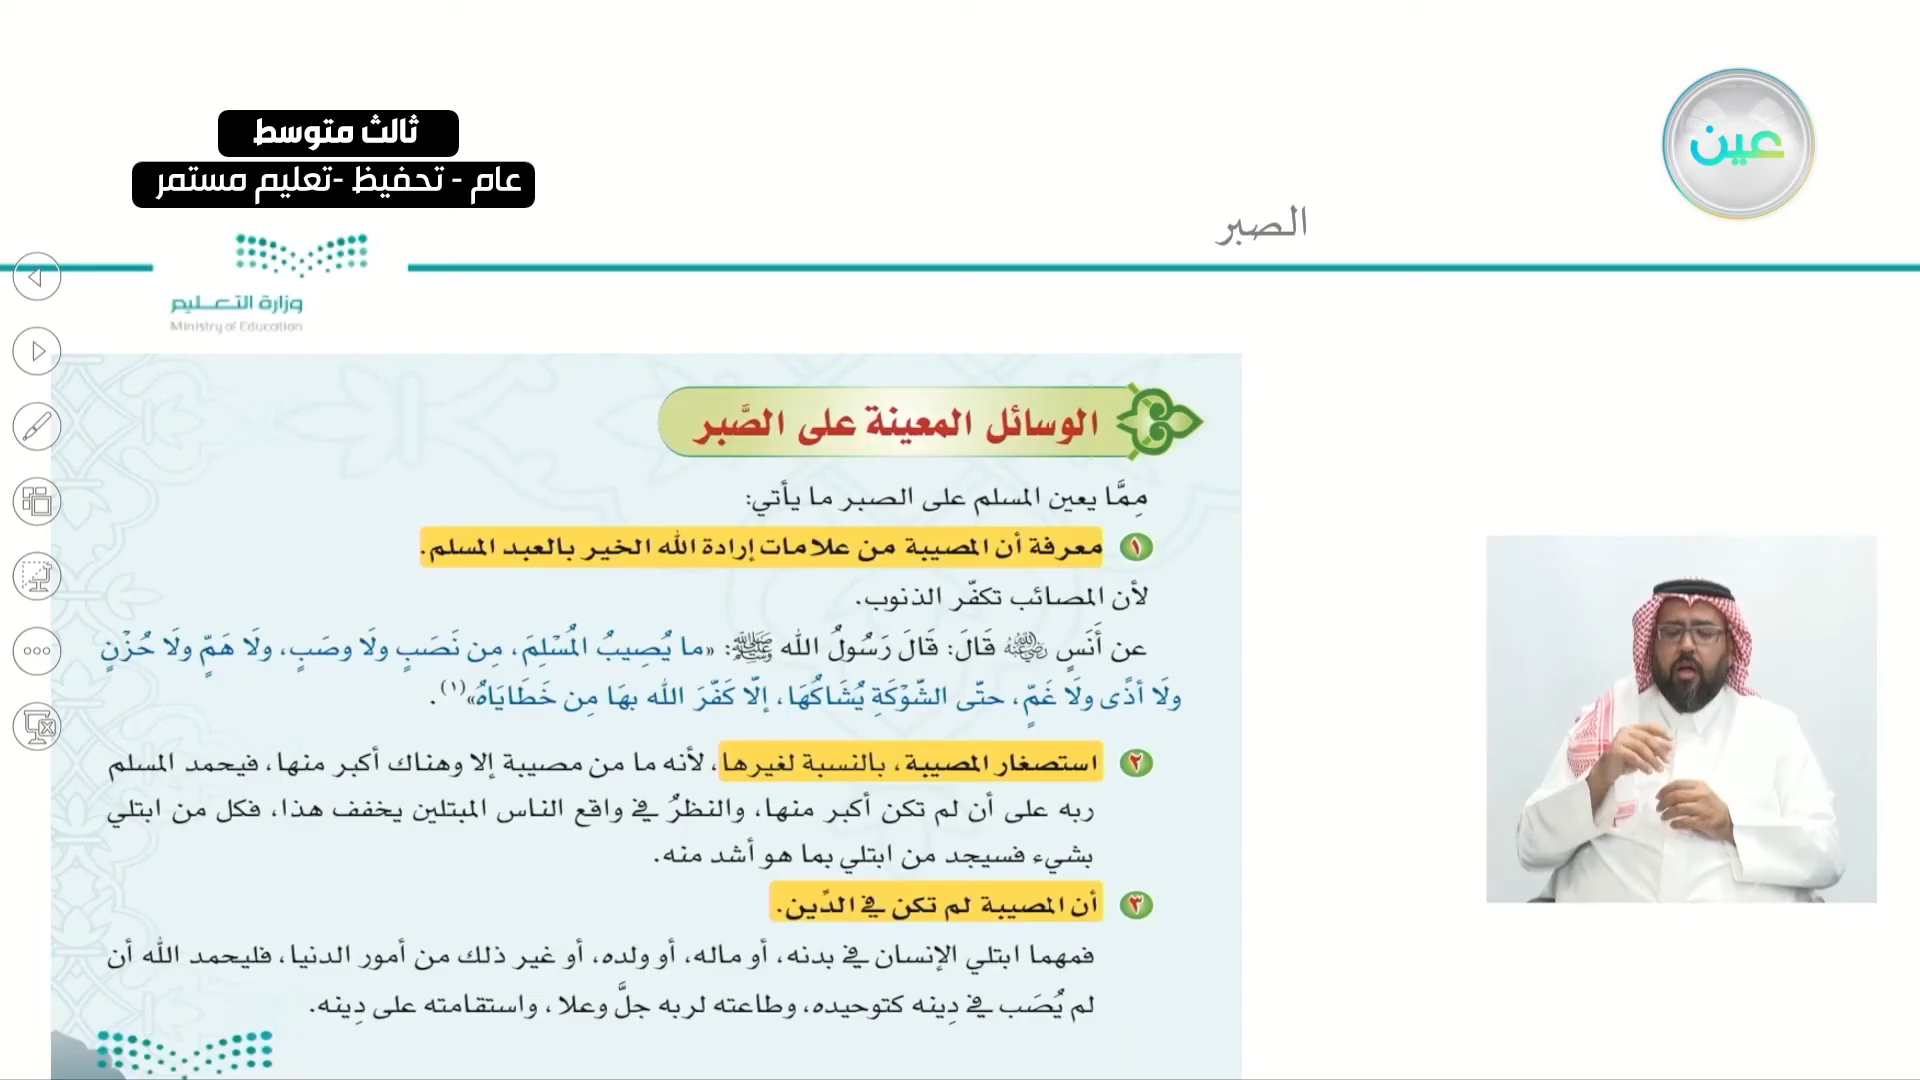 ثالث متوسط
عام - تحفيظ -تعليم مستمر
عين
الصبر
وزارة التعليم
Ministry of Education
الوسائل المعينة على الصَّبر
مِمَّا يعين المسلم على الصبر ما يأتي:
١ معرفة أن المصيبة من علامات إرادة الله الخير بالعبد المسلم.
لأن المصائب تكفّر الذنوب.
عن أَنَسٍ رضي الله عنه قَالَ: قَالَ رَسُولُ الله ﷺ: «ما يُصِيبُ المُسْلِمَ، مِن نَصَبٍ ولَا وصَبٍ، ولَا هَمٍّ ولَا حُزْنٍ
ولَا أذًى ولَا غَمٍّ، حتّى الشّوْكَةِ يُشَاكُهَا، إلّا كَفّرَ الله بهَا مِن خَطَايَاهُ»(١).
٢ استصغار المصيبة، بالنسبة لغيرها، لأنه ما من مصيبة إلا وهناك أكبر منها، فيحمد المسلم
ربه على أن لم تكن أكبر منها، والنظرُ في واقع الناس المبتلين يخفف هذا، فكل من ابتلي
بشيء فسيجد من ابتلي بما هو أشد منه.
٣ أن المصيبة لم تكن في الدِّين.
فمهما ابتلي الإنسان في بدنه، أو ماله، أو ولده، أو غير ذلك من أمور الدنيا، فليحمد الله أن
لم يُصَب في دِينه كتوحيده، وطاعته لربه جلَّ وعلا، واستقامته على دِينه.